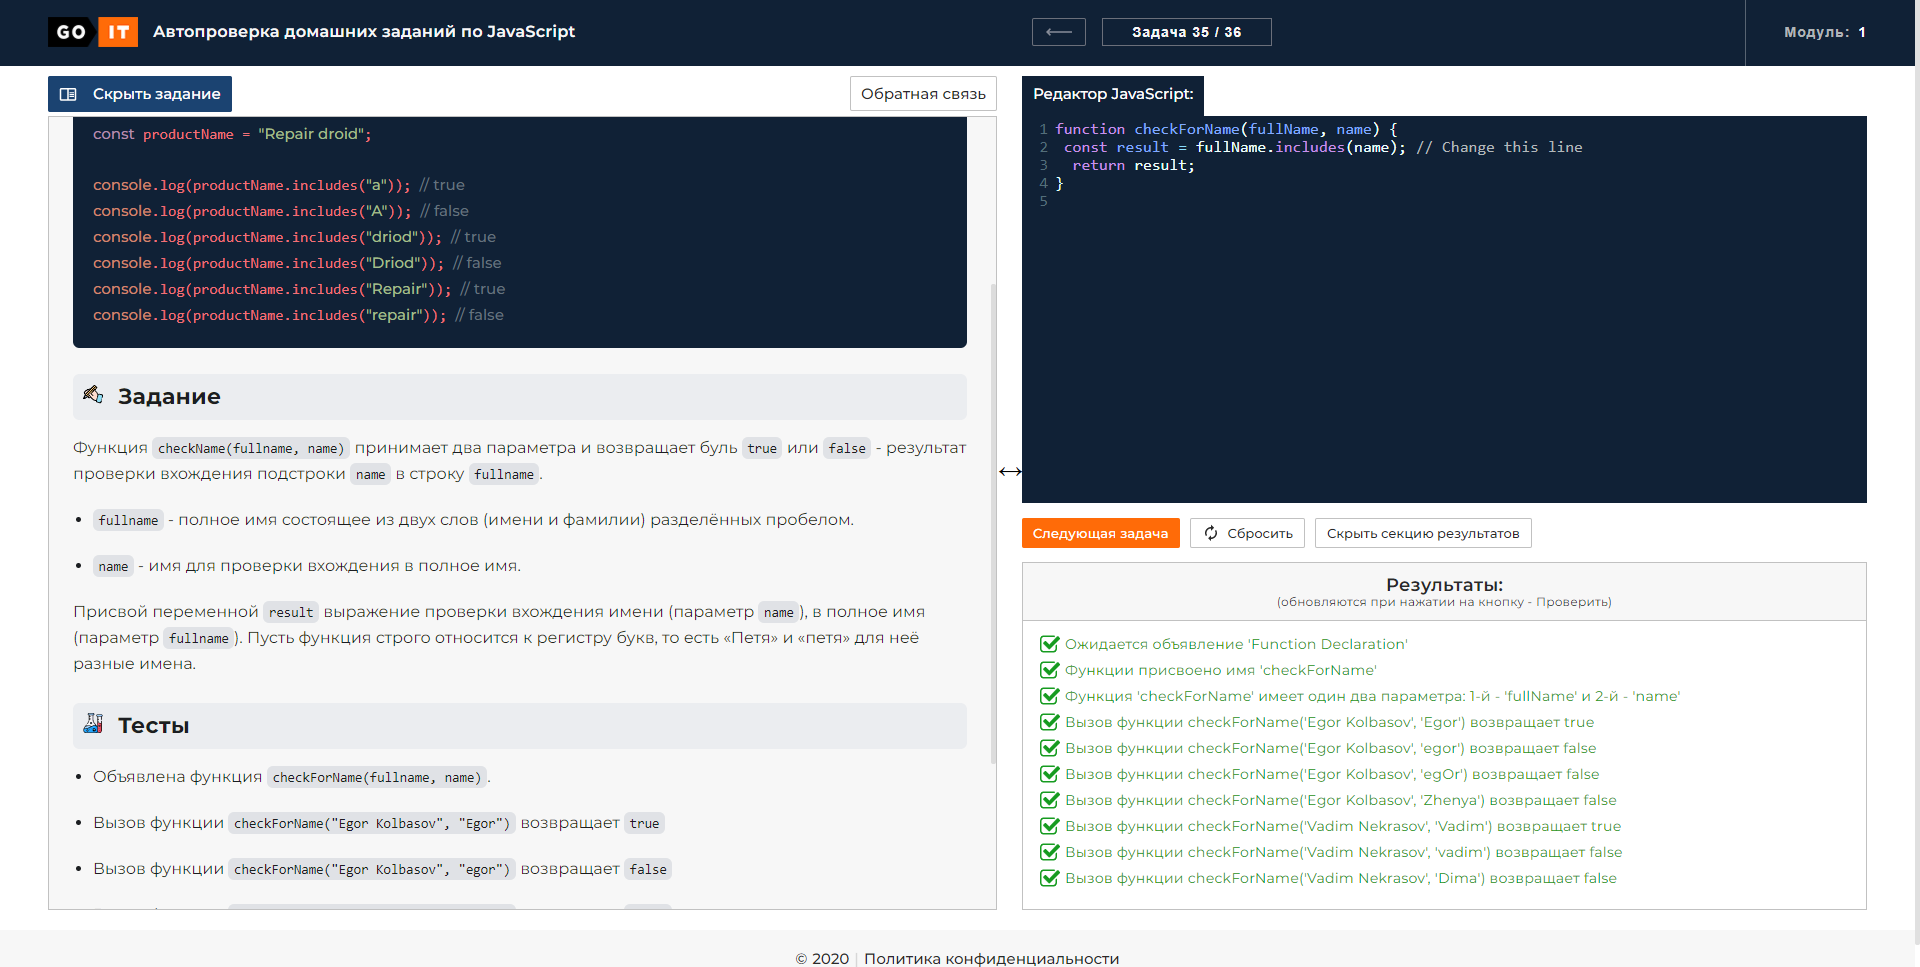 GO IT Автопроверка домашних заданий по JavaScript
Задача 35 / 36
Модуль: 1
Скрыть задание
Обратная связь
const productName = "Repair droid";
console.log(productName.includes("a")); // true
console.log(productName.includes("A")); // false
console.log(productName.includes("driod")); // true
console.log(productName.includes("Driod")); // false
console.log(productName.includes("Repair")); // true
console.log(productName.includes("repair")); // false
Задание
Функция checkName(fullname, name) принимает два параметра и возвращает буль true или false - результат
проверки вхождения подстроки name в строку fullname.
• fullname - полное имя состоящее из двух слов (имени и фамилии) разделённых пробелом.
• name - имя для проверки вхождения в полное имя.
Присвой переменной result выражение проверки вхождения имени (параметр name), в полное имя
(параметр fullname). Пусть функция строго относится к регистру букв, то есть «Петя» и «петя» для неё
разные имена.
Тесты
• Объявлена функция checkForName(fullname, name).
• Вызов функции checkForName("Egor Kolbasov", "Egor") возвращает true
• Вызов функции checkForName("Egor Kolbasov", "egor") возвращает false
Редактор JavaScript:
1 function checkForName(fullName, name) {
2 const result = fullName.includes(name); // Change this line
3 return result;
4 }
5
Следующая задача
Сбросить
Скрыть секцию результатов
Результаты:
(обновляются при нажатии на кнопку - Проверить)
Ожидается объявление 'Function Declaration'
Функции присвоено имя 'checkForName'
Функция 'checkForName' имеет один два параметра: 1-й - 'fullName' и 2-й - 'name'
Вызов функции checkForName('Egor Kolbasov', 'Egor') возвращает true
Вызов функции checkForName('Egor Kolbasov', 'egor') возвращает false
Вызов функции checkForName('Egor Kolbasov', 'egOr') возвращает false
Вызов функции checkForName('Egor Kolbasov', 'Zhenya') возвращает false
Вызов функции checkForName('Vadim Nekrasov', 'Vadim') возвращает true
Вызов функции checkForName('Vadim Nekrasov', 'vadim') возвращает false
Вызов функции checkForName('Vadim Nekrasov', 'Dima') возвращает false
© 2020 | Политика конфиденциальности